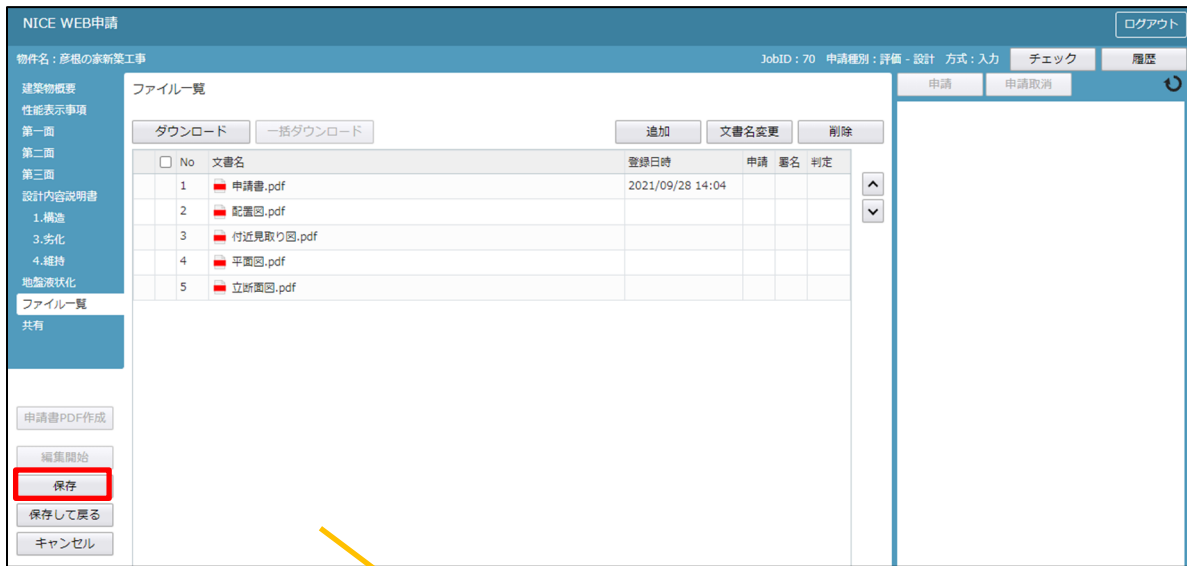 NICE WEB申請
ログアウト
物件名：彦根の家新築工事
JobID：70 申請種別：評価 - 設計 方式：入力
チェック
履歴
建築物概要
性能表示事項
第一面
第二面
第三面
設計内容説明書
1.構造
3.劣化
4.維持
地盤液状化
ファイル一覧
共有
申請書PDF作成
編集開始
保存
保存して戻る
キャンセル
ファイル一覧
ダウンロード 一括ダウンロード 追加 文書名変更 削除
No 文書名 登録日時 申請 署名 判定
1 申請書.pdf 2021/09/28 14:04
2 配置図.pdf
3 付近見取り図.pdf
4 平面図.pdf
5 立断面図.pdf
申請 申請取消